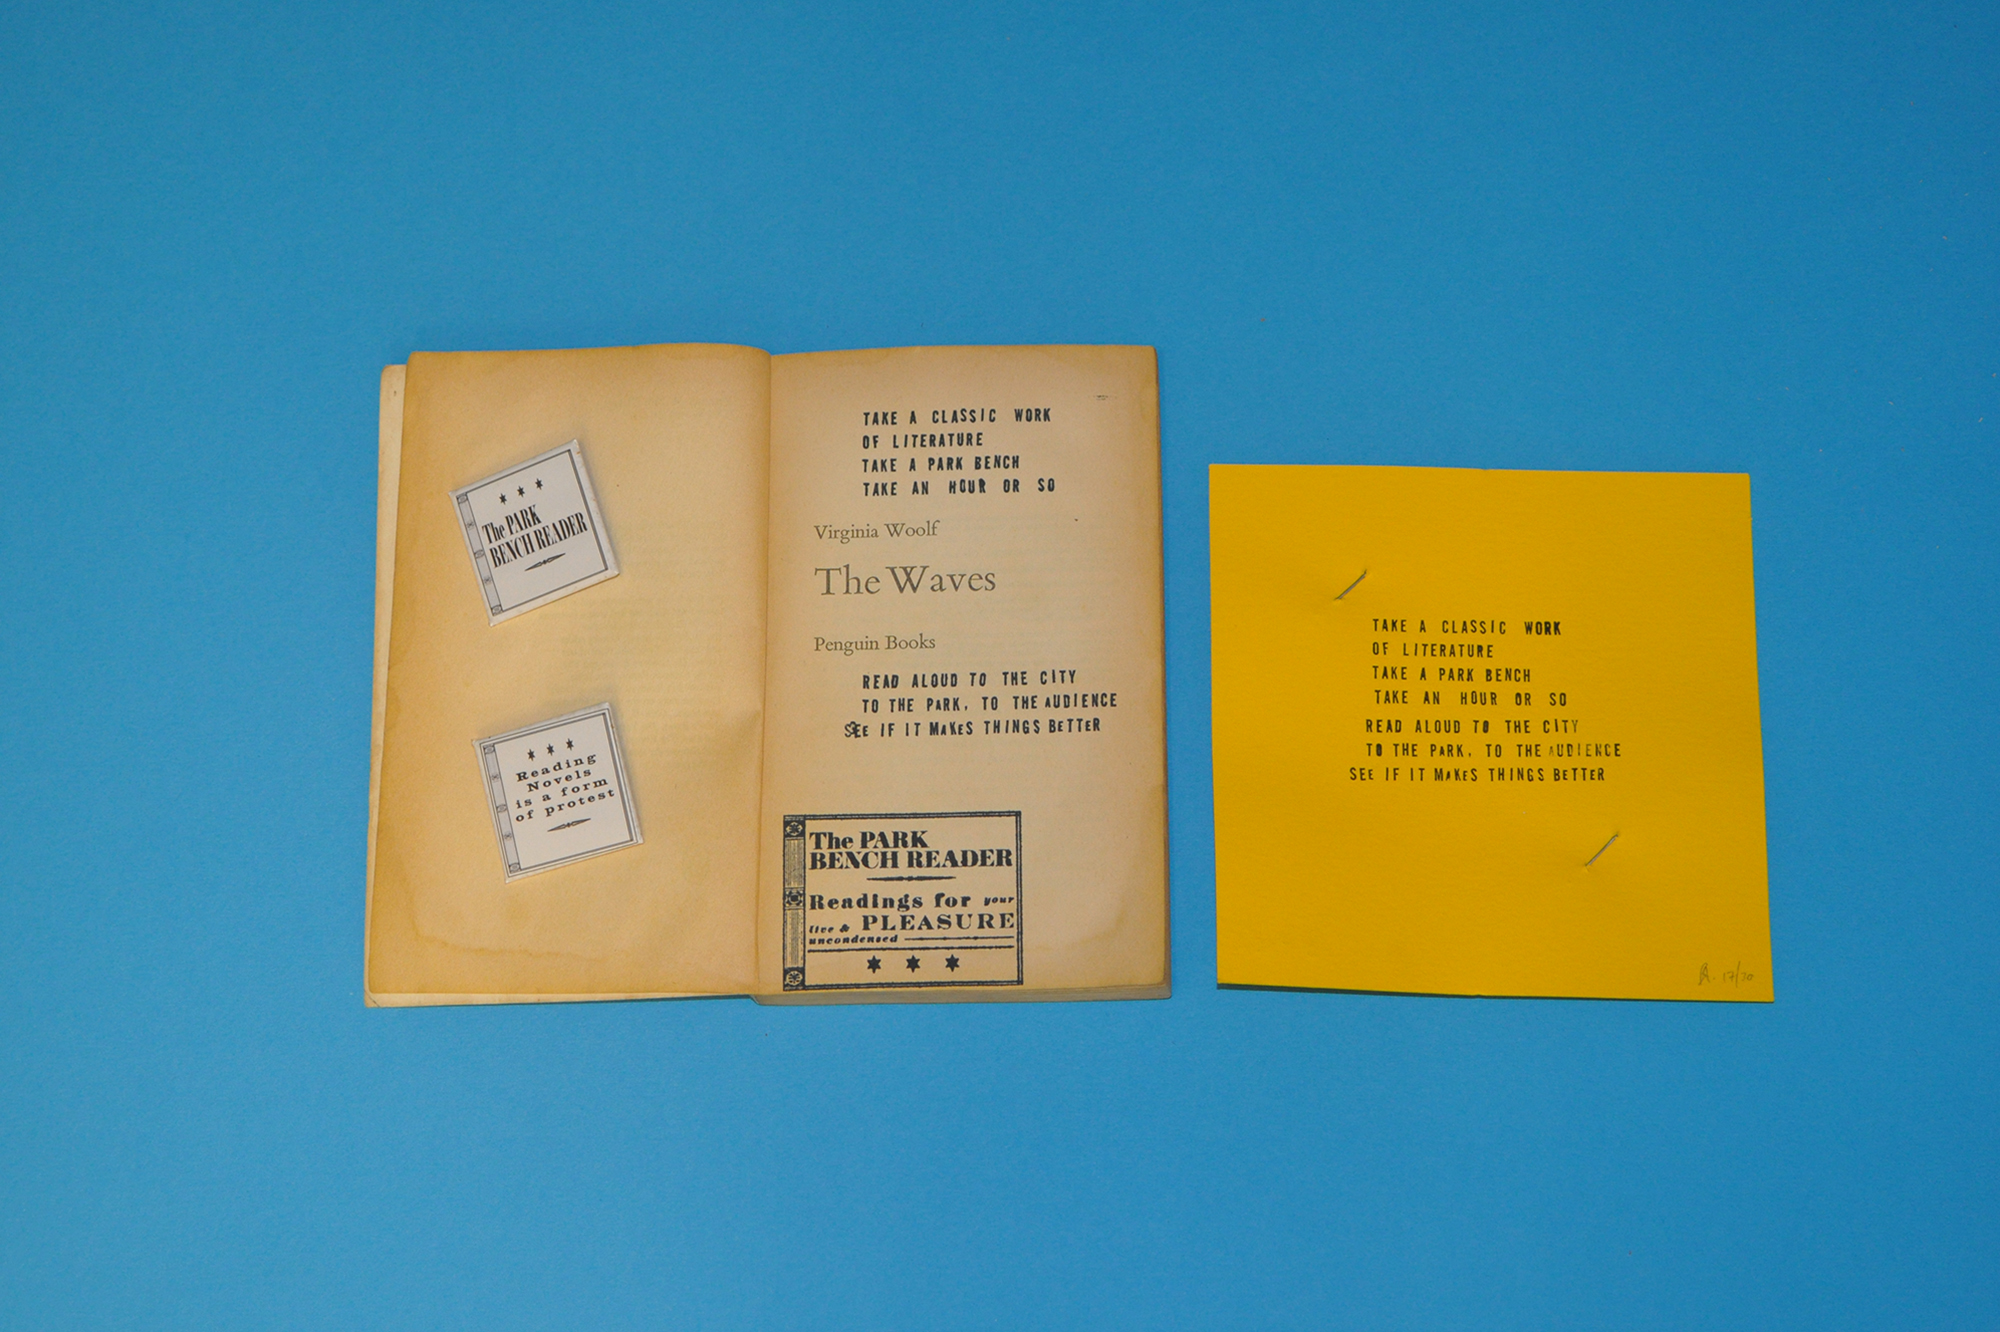 The PARK
BENCH READER
Reading
Novels
is a form
of protest
TAKE A CLASSIC WORK
OF LITERATURE
TAKE A PARK BENCH
TAKE AN HOUR OR SO
Virginia Woolf
The Waves
Penguin Books
READ ALOUD TO THE CITY
TO THE PARK, TO THE AUDIENCE
SEE IF IT MAKES THINGS BETTER
The PARK
BENCH READER
Readings for your
live & PLEASURE
uncondensed
TAKE A CLASSIC WORK
OF LITERATURE
TAKE A PARK BENCH
TAKE AN HOUR OR SO
READ ALOUD TO THE CITY
TO THE PARK, TO THE AUDIENCE
SEE IF IT MAKES THINGS BETTER
17/30